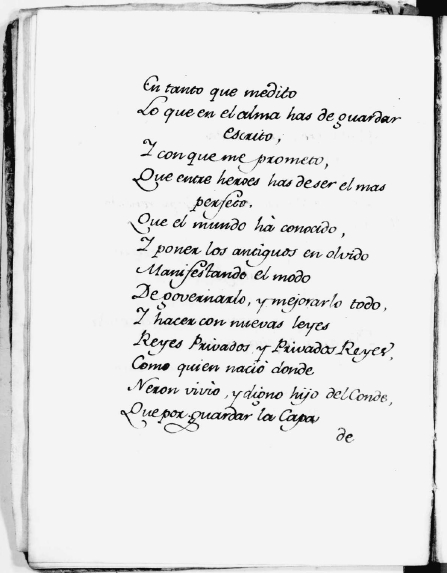 En tanto que medito
Lo que en el alma has de guardar
Escrito,
Y con que me prometo,
Que entre heroes has de ser el mas
perfecto.
Que el mundo hà conocido,
Y poner los antiguos en olvido
Manifestando el modo
De governarlo, y mejorarlo todo,
Y hacer con nuevas leyes
Reyes Privados y Privados Reyes,
Como quien naciò donde
Neron vivio, y digno hijo del Conde,
Que por guardar la Capa
de